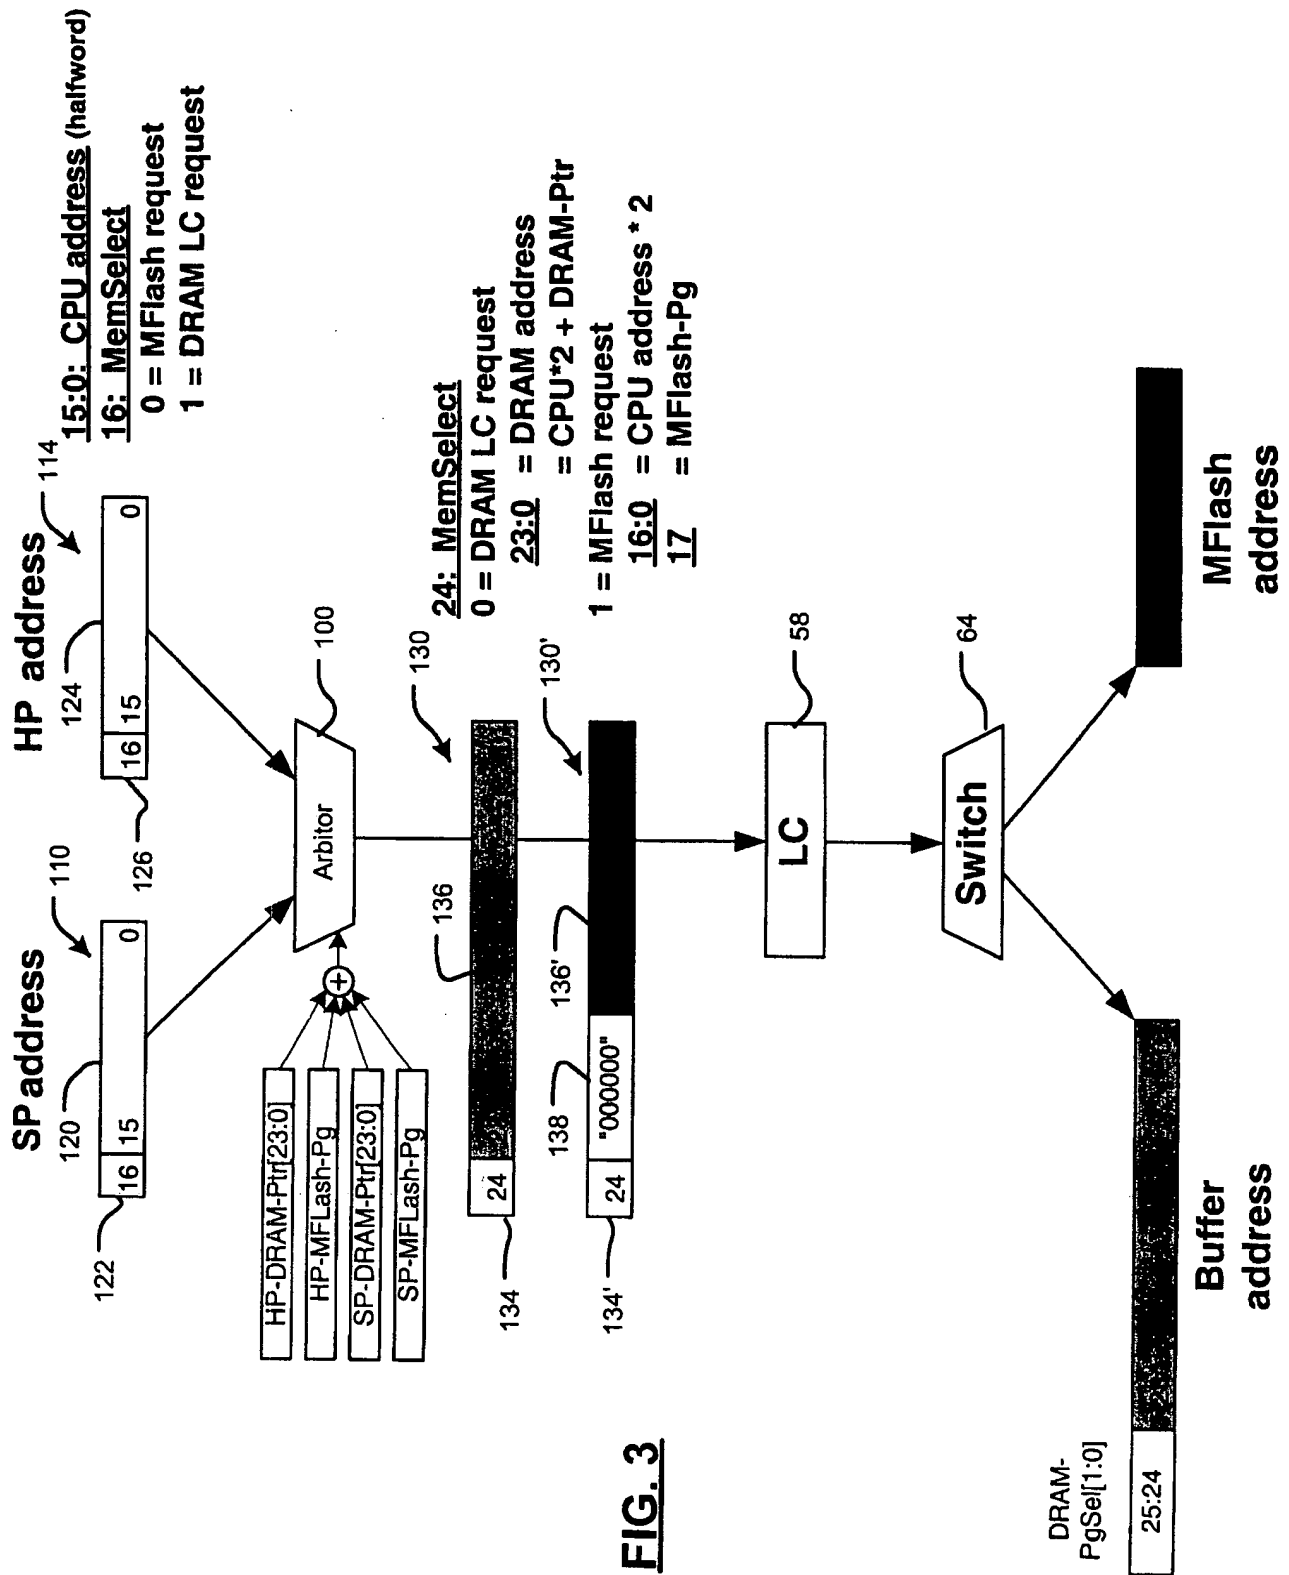 SP address
HP address
110
114
120
124
16
15
0
16
15
0
122
126
15:0: CPU address (halfword)
16: MemSelect
0 = MFlash request
1 = DRAM LC request
HP-DRAM-Ptr[23:0]
HP-MFLash-Pg
SP-DRAM-Ptr[23:0]
SP-MFLash-Pg
+
Arbitor
100
130
136
24
134
24: MemSelect
0 = DRAM LC request
23:0 = DRAM address
= CPU*2 + DRAM-Ptr
1 = MFlash request
16:0 = CPU address * 2
17 = MFlash-Pg
130'
136'
138
24
"000000"
134'
LC
58
Switch
64
DRAM-
PgSel[1:0]
25:24
Buffer
address
MFlash
address
FIG. 3